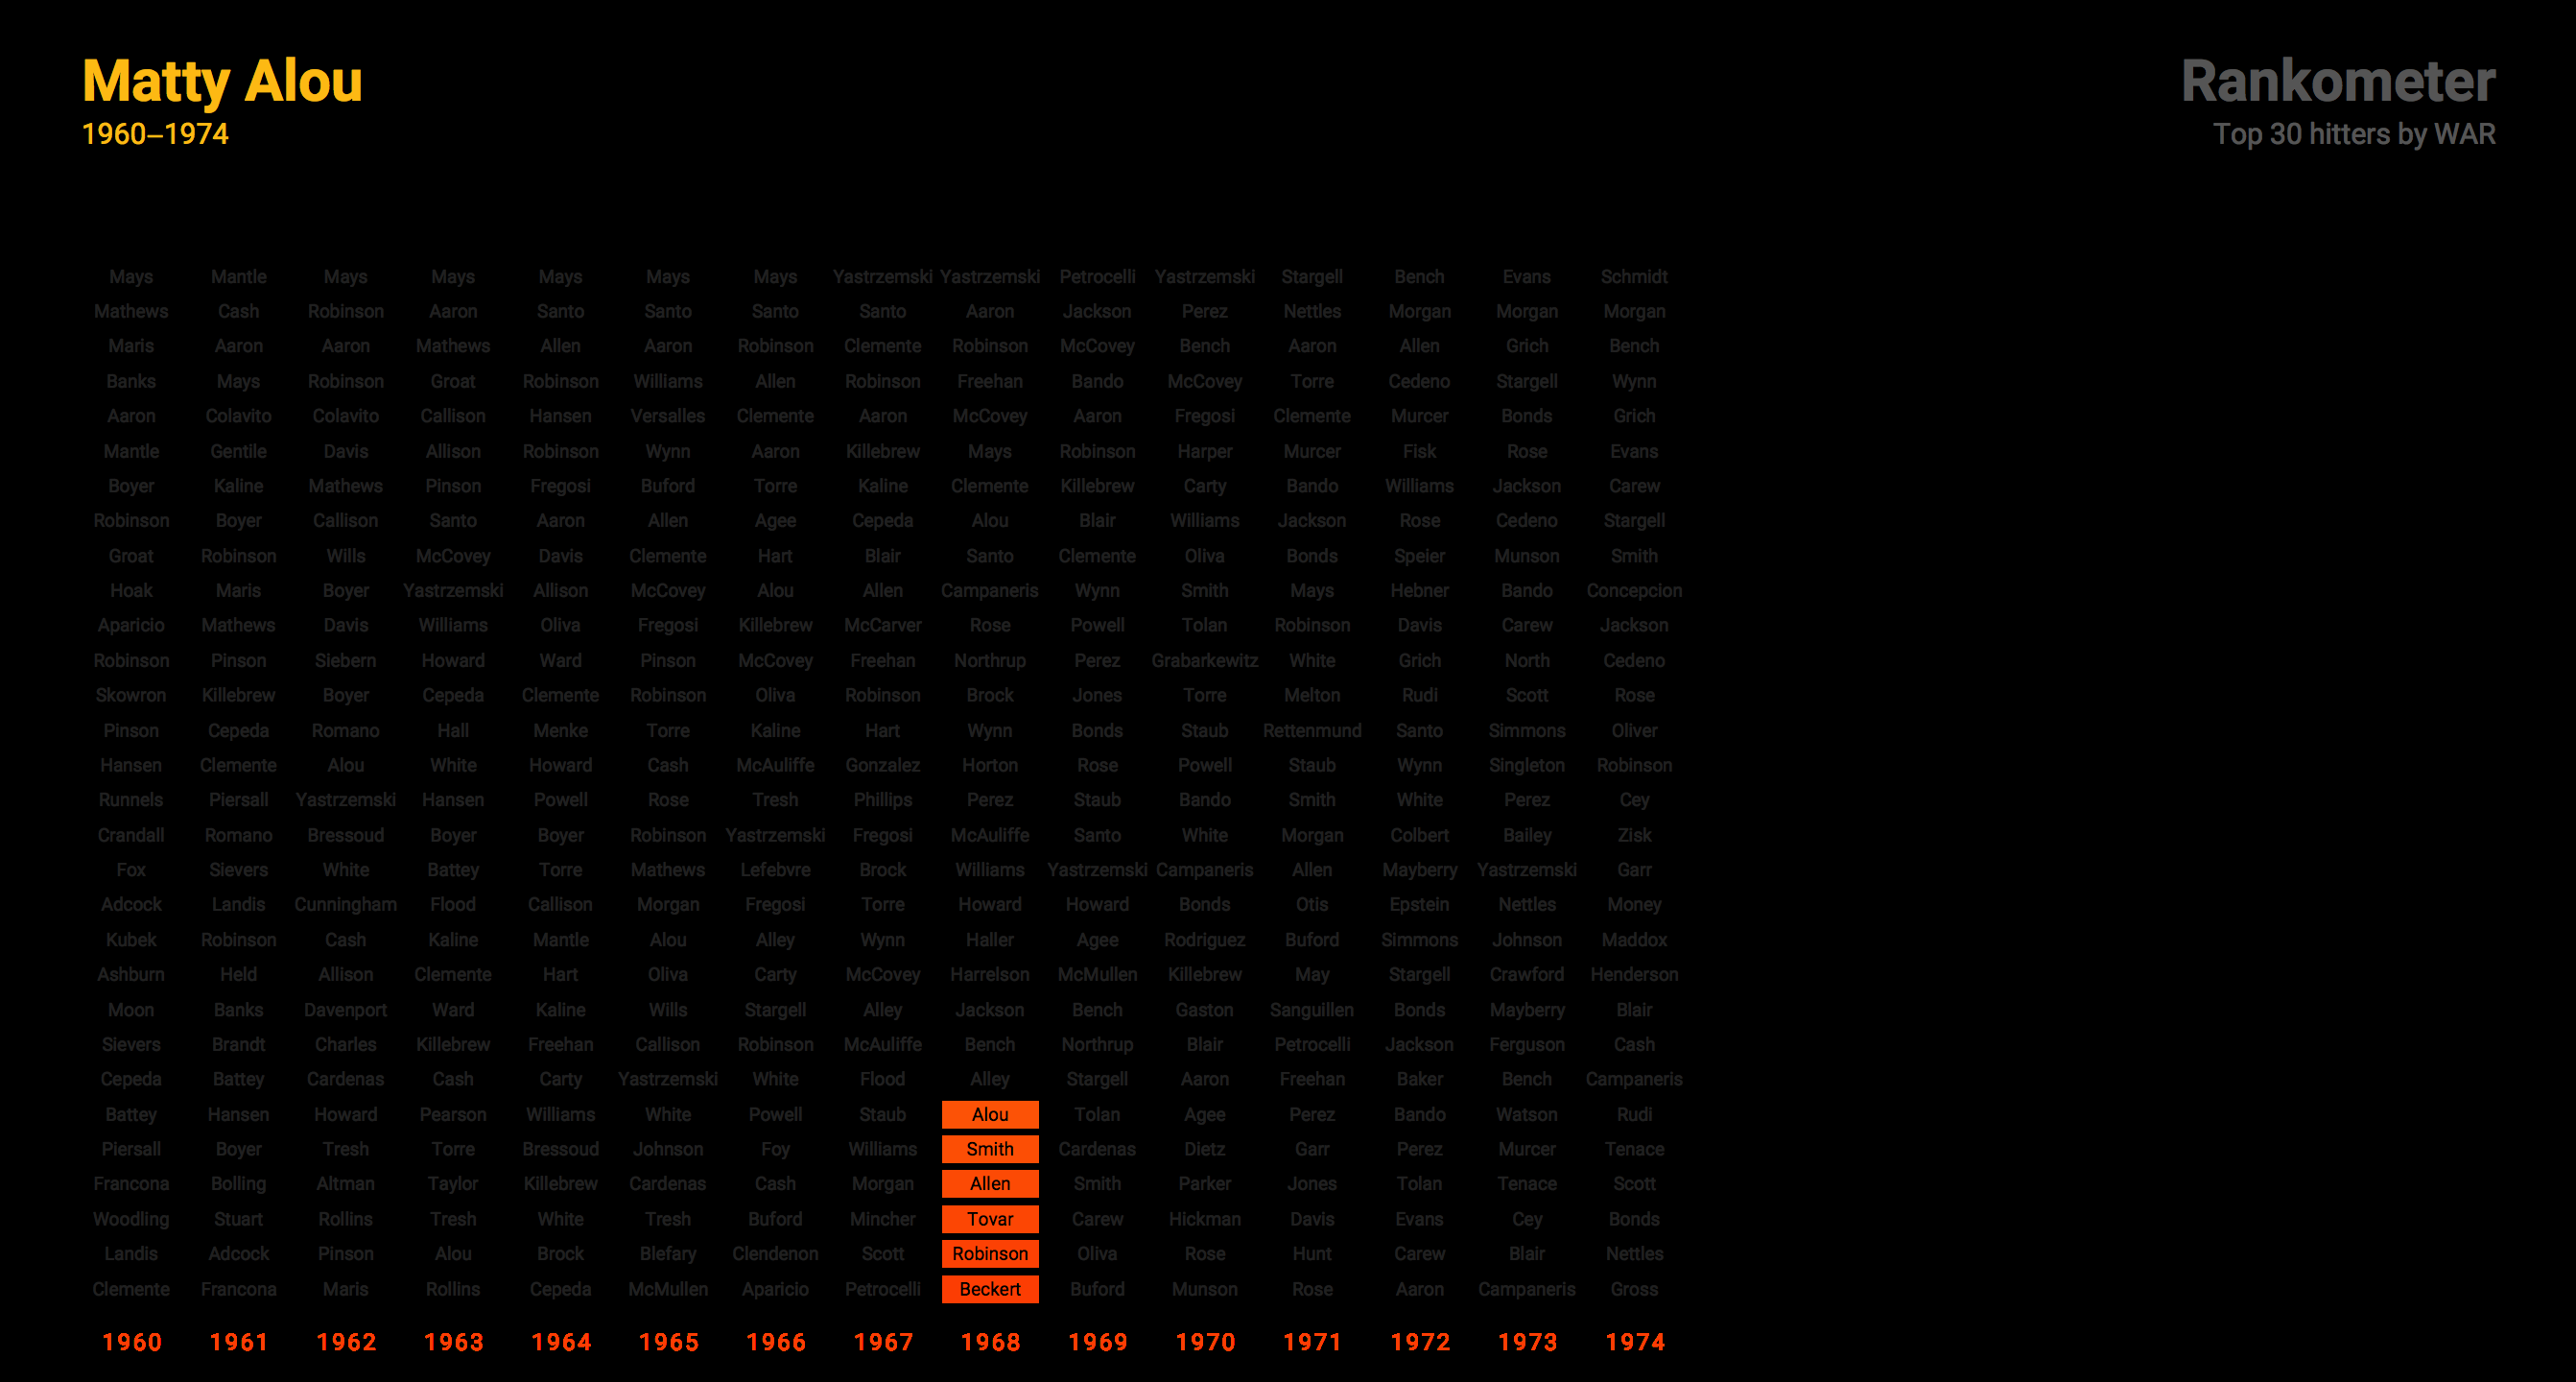 Matty Alou
1960–1974
Rankometer
Top 30 hitters by WAR
Mays Mantle Mays Mays Mays Mays Mays Yastrzemski Yastrzemski Petrocelli Yastrzemski Stargell Bench Evans Schmidt
Mathews Cash Robinson Aaron Santo Santo Santo Santo Aaron Jackson Perez Nettles Morgan Morgan Morgan
Maris Aaron Aaron Mathews Allen Aaron Robinson Clemente Robinson McCovey Bench Aaron Allen Grich Bench
Banks Mays Robinson Groat Robinson Williams Allen Robinson Freehan Bando McCovey Torre Cedeno Stargell Wynn
Aaron Colavito Colavito Callison Hansen Versalles Clemente Aaron McCovey Aaron Fregosi Clemente Murcer Bonds Grich
Mantle Gentile Davis Allison Robinson Wynn Aaron Killebrew Mays Robinson Harper Murcer Fisk Rose Evans
Boyer Kaline Mathews Pinson Fregosi Buford Torre Kaline Clemente Killebrew Carty Bando Williams Jackson Carew
Robinson Boyer Callison Santo Aaron Allen Agee Cepeda Alou Blair Williams Jackson Rose Cedeno Stargell
Groat Robinson Wills McCovey Davis Clemente Hart Blair Santo Clemente Oliva Bonds Speier Munson Smith
Hoak Maris Boyer Yastrzemski Allison McCovey Alou Allen Campaneris Wynn Smith Mays Hebner Bando Concepcion
Aparicio Mathews Davis Williams Oliva Fregosi Killebrew McCarver Rose Powell Tolan Robinson Davis Carew Jackson
Robinson Pinson Siebern Howard Ward Pinson McCovey Freehan Northrup Perez Grabarkewitz White Grich North Cedeno
Skowron Killebrew Boyer Cepeda Clemente Robinson Oliva Robinson Brock Jones Torre Melton Rudi Scott Rose
Pinson Cepeda Romano Hall Menke Torre Kaline Hart Wynn Bonds Staub Rettenmund Santo Simmons Oliver
Hansen Clemente Alou White Howard Cash McAuliffe Gonzalez Horton Rose Powell Staub Wynn Singleton Robinson
Runnels Piersall Yastrzemski Hansen Powell Rose Tresh Phillips Perez Staub Bando Smith White Perez Cey
Crandall Romano Bressoud Boyer Boyer Robinson Yastrzemski Fregosi McAuliffe Santo White Morgan Colbert Bailey Zisk
Fox Sievers White Battey Torre Mathews Lefebvre Brock Williams Yastrzemski Campaneris Allen Mayberry Yastrzemski Garr
Adcock Landis Cunningham Flood Callison Morgan Fregosi Torre Howard Howard Bonds Otis Epstein Nettles Money
Kubek Robinson Cash Kaline Mantle Alou Alley Wynn Haller Agee Rodriguez Buford Simmons Johnson Maddox
Ashburn Held Allison Clemente Hart Oliva Carty McCovey Harrelson McMullen Killebrew May Stargell Crawford Henderson
Moon Banks Davenport Ward Kaline Wills Stargell Alley Jackson Bench Gaston Sanguillen Bonds Mayberry Blair
Sievers Brandt Charles Killebrew Freehan Callison Robinson McAuliffe Bench Northrup Blair Petrocelli Jackson Ferguson Cash
Cepeda Battey Cardenas Cash Carty Yastrzemski White Flood Alley Stargell Aaron Freehan Baker Bench Campaneris
Battey Hansen Howard Pearson Williams White Powell Staub Alou Tolan Agee Perez Bando Watson Rudi
Piersall Boyer Tresh Torre Bressoud Johnson Foy Williams Smith Cardenas Dietz Garr Perez Murcer Tenace
Francona Bolling Altman Taylor Killebrew Cardenas Cash Morgan Allen Smith Parker Jones Tolan Tenace Scott
Woodling Stuart Rollins Tresh White Tresh Buford Mincher Tovar Carew Hickman Davis Evans Cey Bonds
Landis Adcock Pinson Alou Brock Blefary Clendenon Scott Robinson Oliva Rose Hunt Carew Blair Nettles
Clemente Francona Maris Rollins Cepeda McMullen Aparicio Petrocelli Beckert Buford Munson Rose Aaron Campaneris Gross
1960 1961 1962 1963 1964 1965 1966 1967 1968 1969 1970 1971 1972 1973 1974